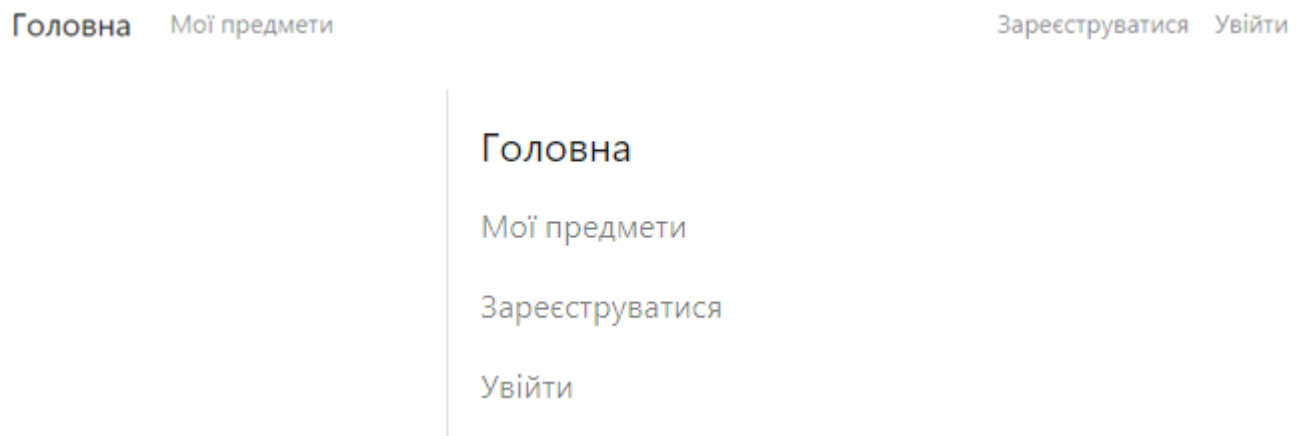 Головна Мої предмети Зареєструватися Увійти
Головна
Мої предмети
Зареєструватися
Увійти